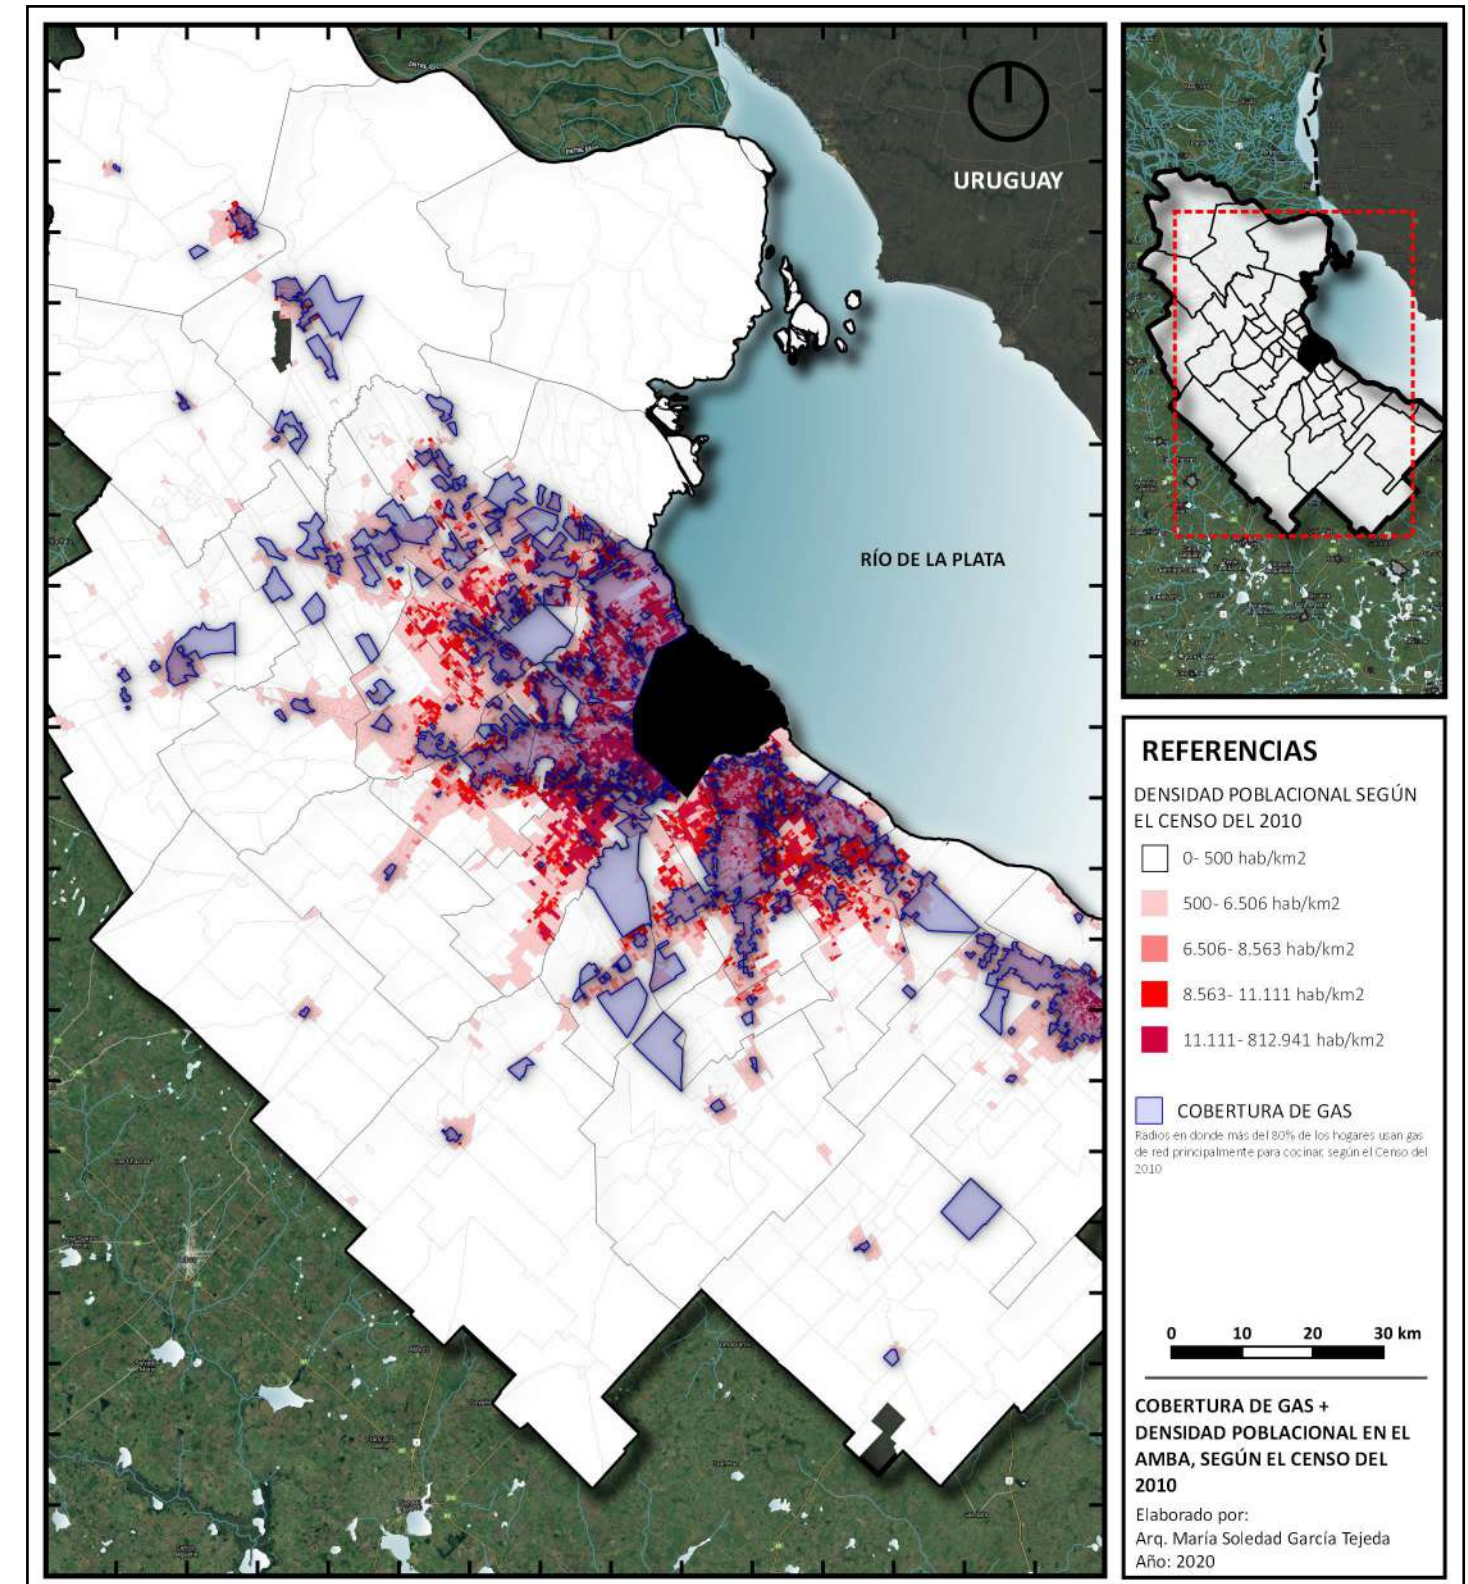 URUGUAY
RÍO DE LA PLATA
REFERENCIAS
DENSIDAD POBLACIONAL SEGÚN
EL CENSO DEL 2010
0- 500 hab/km2
500- 6.506 hab/km2
6.506- 8.563 hab/km2
8.563- 11.111 hab/km2
11.111- 812.941 hab/km2
COBERTURA DE GAS
Radios en donde más del 80% de los hogares usan gas
de red principalmente para cocinar, según el Censo del
2010
0 10 20 30 km
COBERTURA DE GAS +
DENSIDAD POBLACIONAL EN EL
AMBA, SEGÚN EL CENSO DEL
2010
Elaborado por:
Arq. María Soledad García Tejeda
Año: 2020